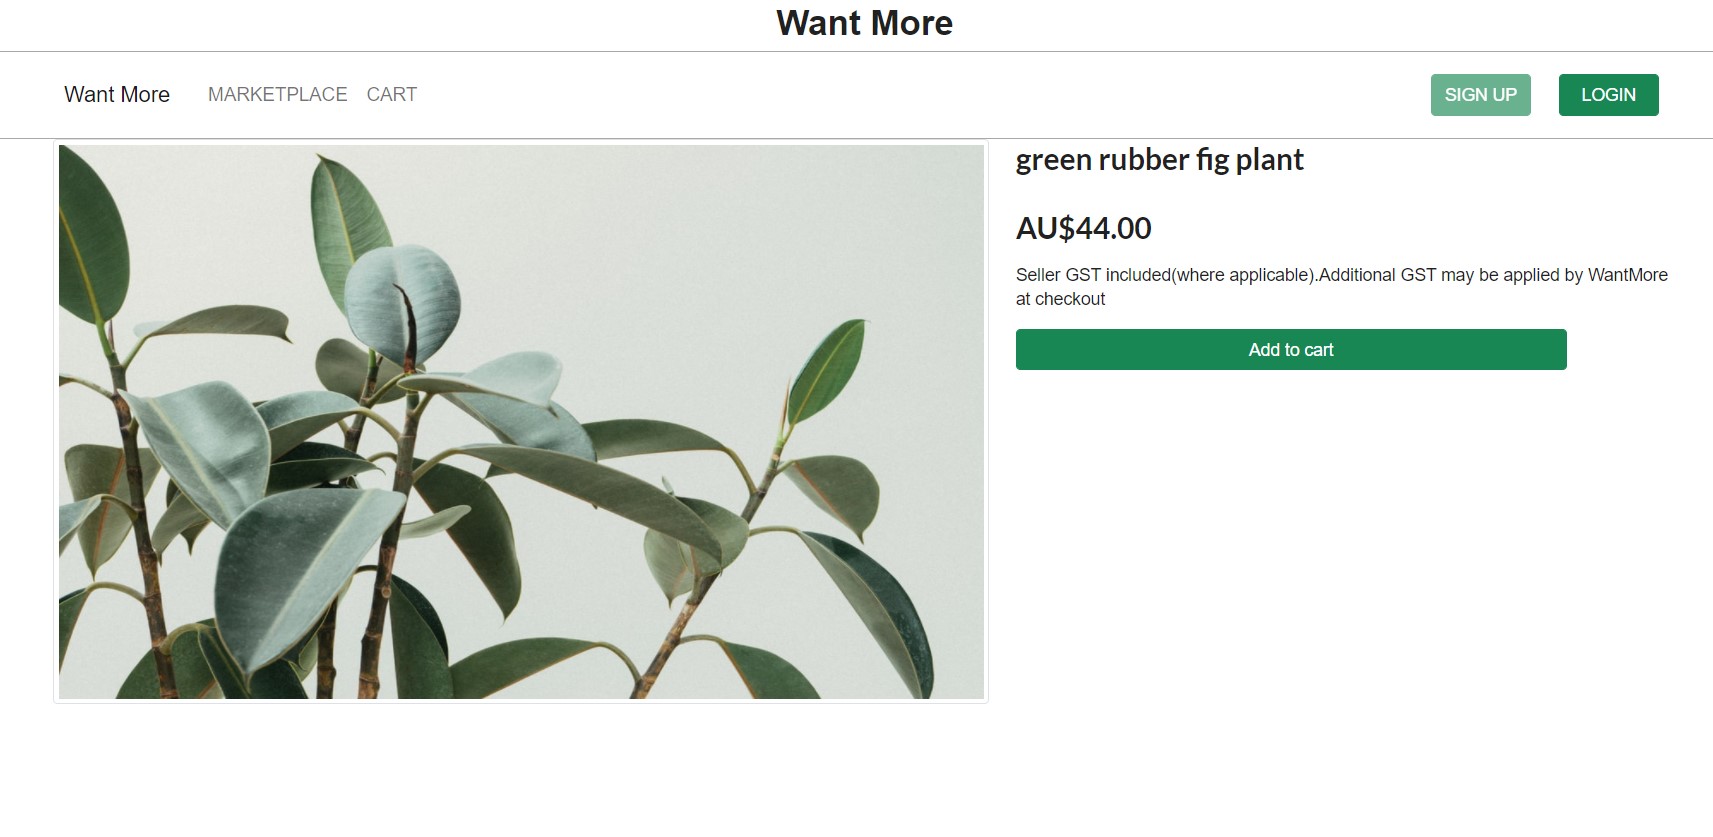 Want More
Want More MARKETPLACE CART SIGN UP LOGIN
green rubber fig plant
AU$44.00
Seller GST included(where applicable).Additional GST may be applied by WantMore
at checkout
Add to cart